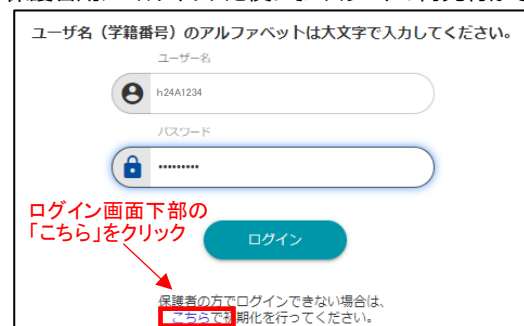 ユーザ名（学籍番号）のアルファベットは大文字で入力してください。
ユーザー名
h24A1234
パスワード
•••••••••
ログイン画面下部の
「こちら」をクリック
ログイン
保護者の方でログインできない場合は、
こちらで初期化を行ってください。